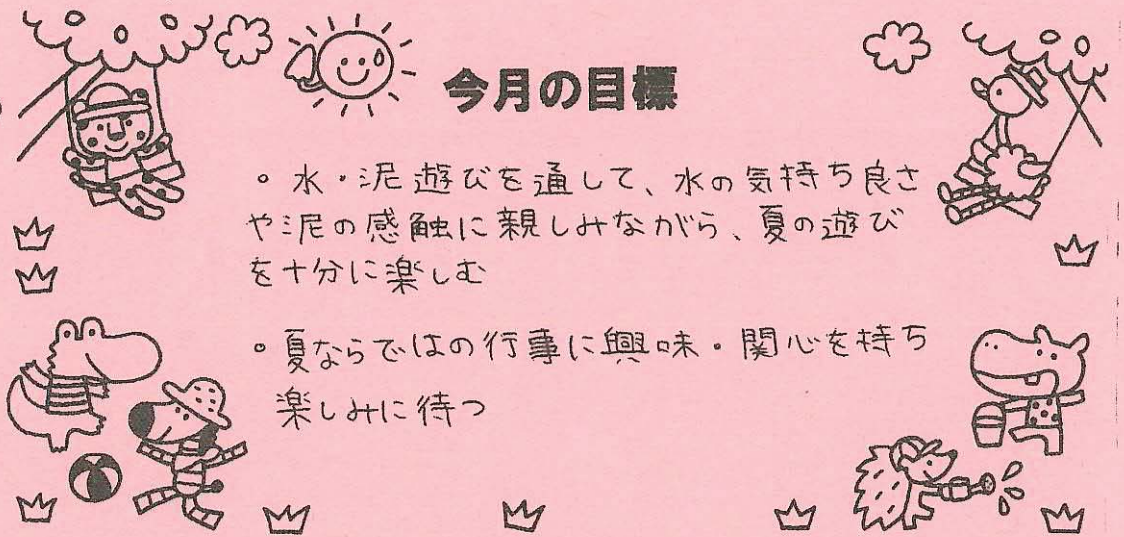 今月の目標
。水・泥遊びを通して、水の気持ち良さ
や泥の感触に親しみながら、夏の遊び
を十分に楽しむ
。夏ならではの行事に興味・関心を持ち
楽しみに待つ